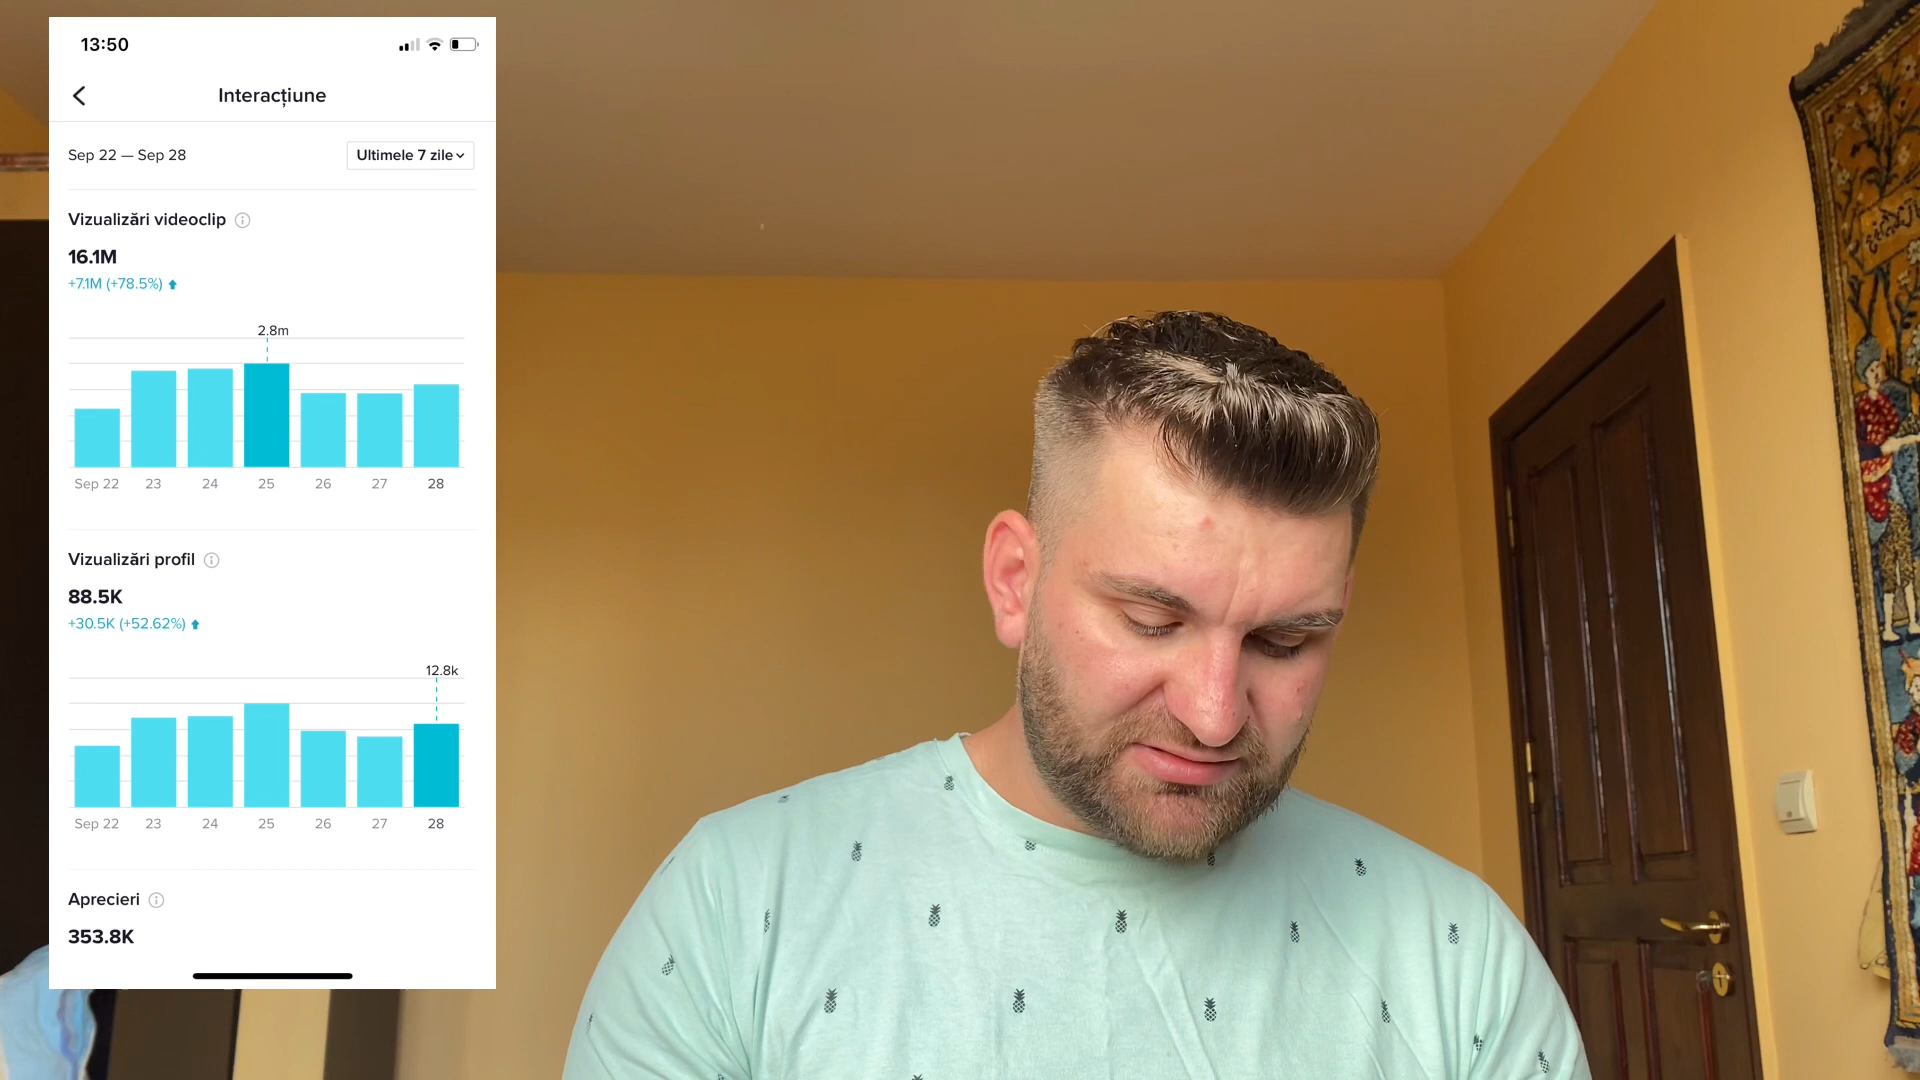 13:50
Interacțiune
Sep 22 — Sep 28
Ultimele 7 zile
Vizualizări videoclip
16.1M
+7.1M (+78.5%)
2.8m
Sep 22 23 24 25 26 27 28
Vizualizări profil
88.5K
+30.5K (+52.62%)
12.8k
Sep 22 23 24 25 26 27 28
Aprecieri
353.8K